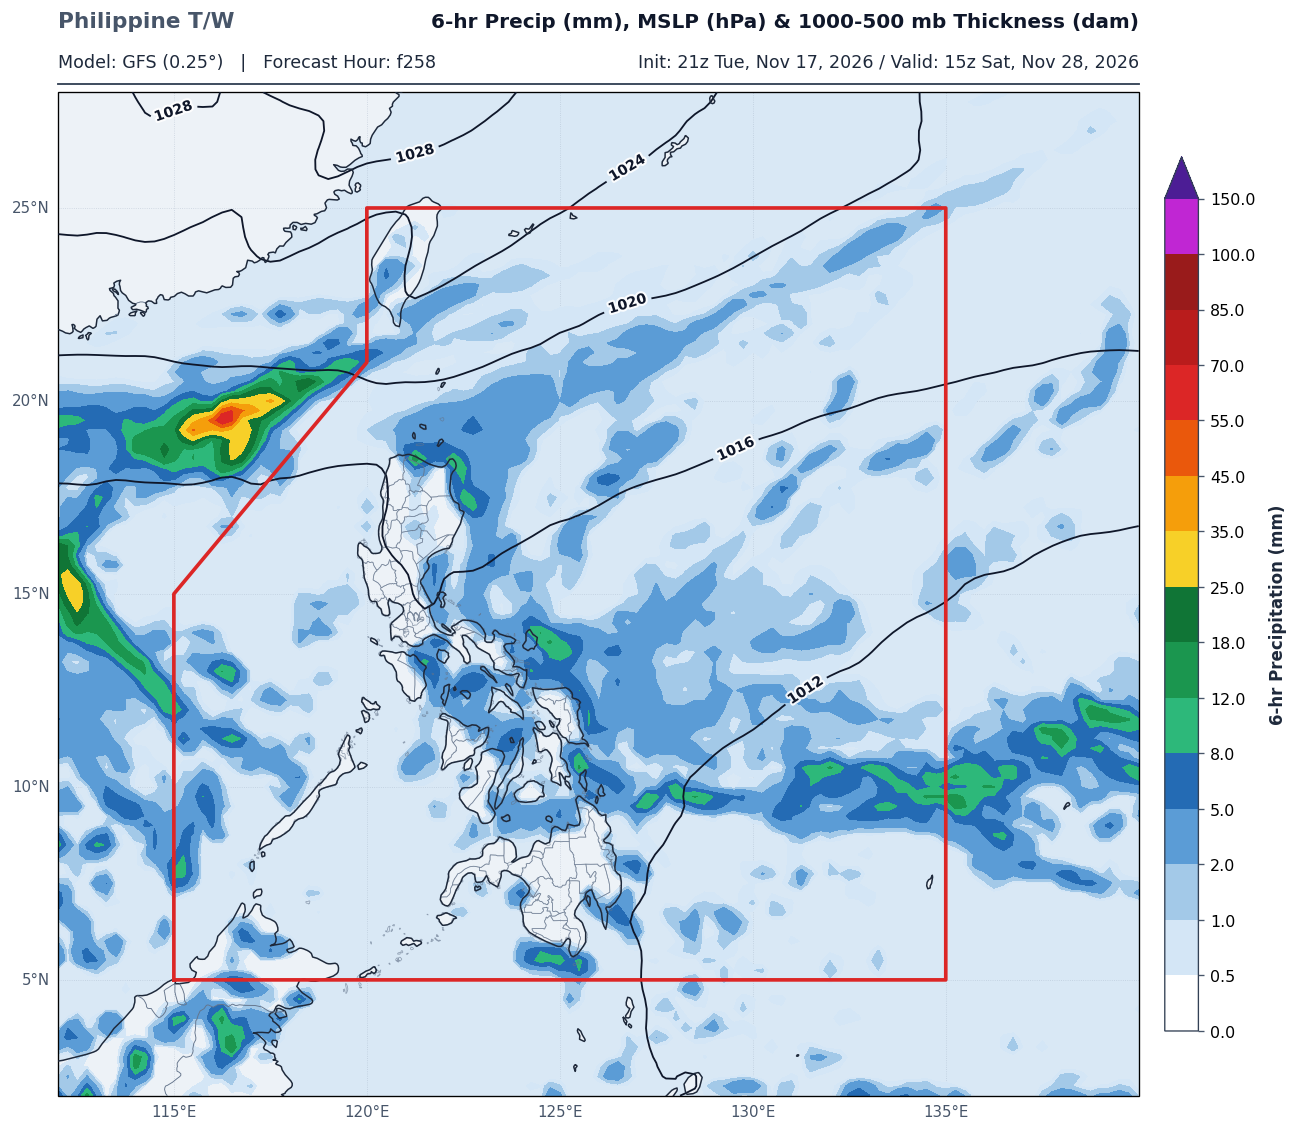 Philippine T/W
6-hr Precip (mm), MSLP (hPa) & 1000-500 mb Thickness (dam)
Model: GFS (0.25°) | Forecast Hour: f258
Init: 21z Tue, Nov 17, 2026 / Valid: 15z Sat, Nov 28, 2026
1028
1028
1024
1020
1016
1012
25°N
20°N
15°N
10°N
5°N
115°E
120°E
125°E
130°E
135°E
150.0
100.0
85.0
70.0
55.0
45.0
35.0
25.0
18.0
12.0
8.0
5.0
2.0
1.0
0.5
0.0
6-hr Precipitation (mm)